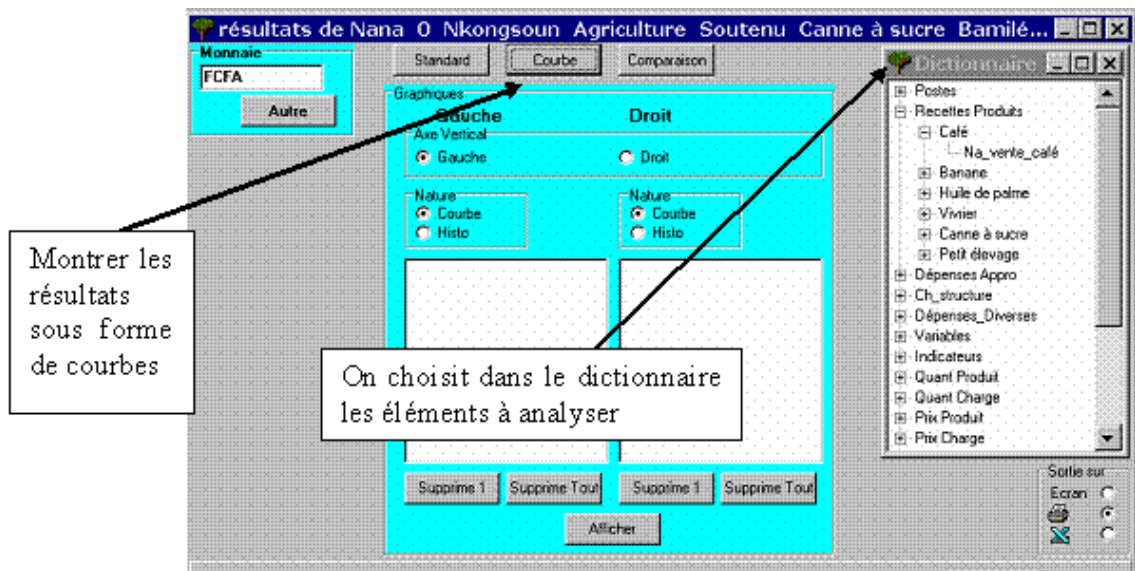 résultats de Nana 0 Nkongsoun Agriculture Soutenu Canne à sucre Bamilé...
Monnaie
FCFA
Autre
Standard Courbe Comparaison
Graphiques
Gauche Droit
Axe Vertical
Gauche Droit
Nature Nature
Courbe Courbe
Histo Histo
Supprime 1 Supprime Tout Supprime 1 Supprime Tout
Afficher
Dictionnaire
Postes
Recettes Produits
Café
Na_vente_café
Banane
Huile de palme
Vivrier
Canne à sucre
Petit élevage
Dépenses Appro
Ch_structure
Dépenses_Diverses
Variables
Indicateurs
Quant Produit
Quant Charge
Prix Produit
Prix Charge
Sortie sur
Ecran
Montrer les
résultats
sous forme
de courbes
On choisit dans le dictionnaire
les éléments à analyser